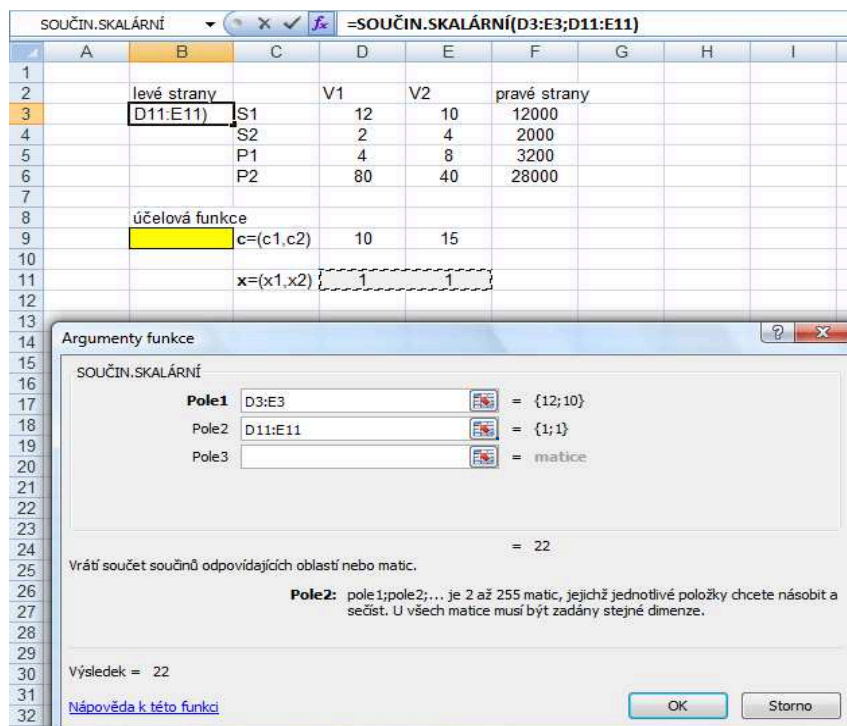 SOUČIN.SKALÁRNÍ fx =SOUČIN.SKALÁRNÍ(D3:E3;D11:E11)
A B C D E F G H I
1
2 levé strany V1 V2 pravé strany
3 D11:E11) S1 12 10 12000
4 S2 2 4 2000
5 P1 4 8 3200
6 P2 80 40 28000
7
8 účelová funkce
9 c=(c1,c2) 10 15
10
11 x=(x1,x2) 1 1
12
13
14 Argumenty funkce
15
16 SOUČIN.SKALÁRNÍ
17 Pole1 D3:E3 = {12;10}
18 Pole2 D11:E11 = {1;1}
19
20 Pole3 = matice
21
22
23
24 = 22
25 Vrátí součet součinů odpovídajících oblastí nebo matic.
26 Pole2: pole1;pole2;... je 2 až 255 matic, jejichž jednotlivé položky chcete násobit a
27 sečíst. U všech matice musí být zadány stejné dimenze.
28
29
30 Výsledek = 22
31
32 Nápověda k této funkci OK Storno